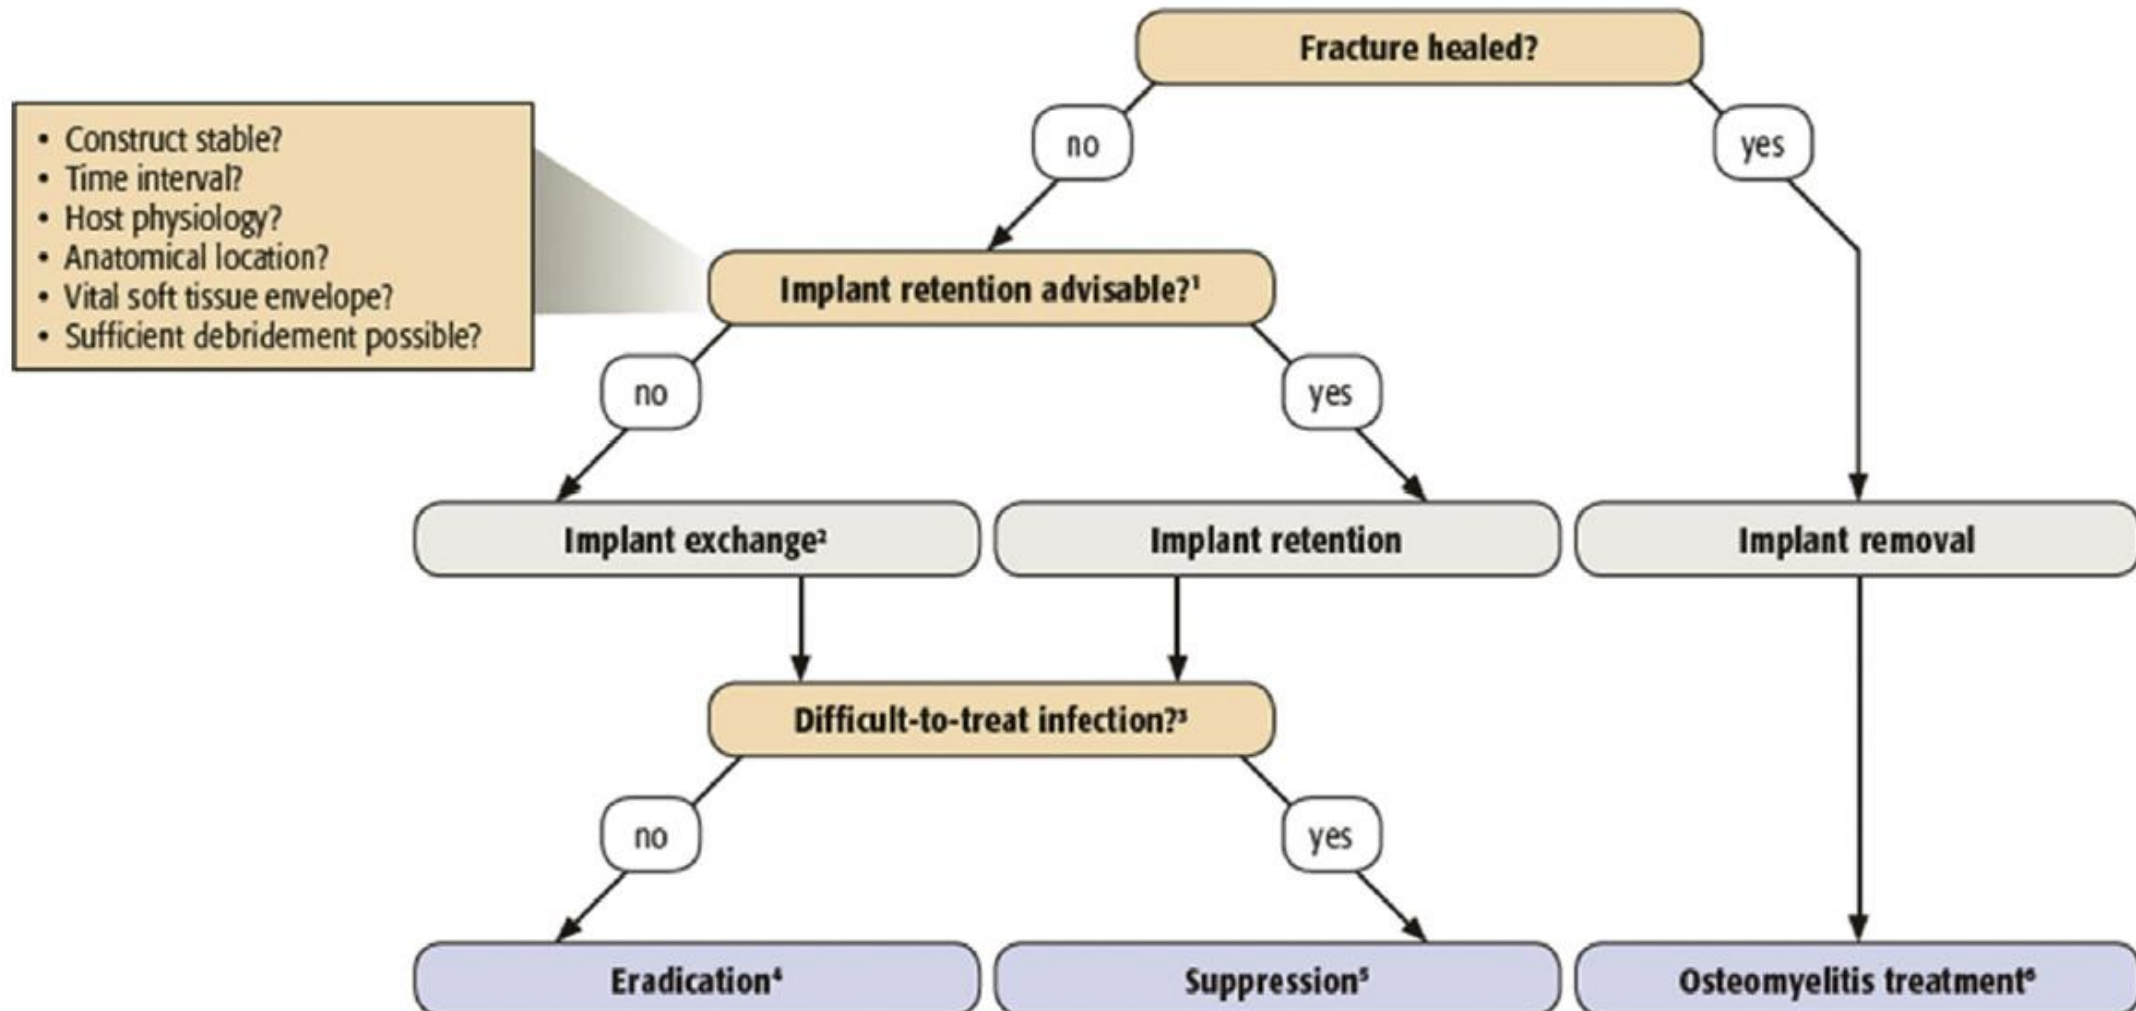 Fracture healed?
no
yes
• Construct stable?
• Time interval?
• Host physiology?
• Anatomical location?
• Vital soft tissue envelope?
• Sufficient debridement possible?
Implant retention advisable?¹
no
yes
Implant exchange²
Implant retention
Implant removal
Difficult-to-treat infection?³
no
yes
Eradication⁴
Suppression⁵
Osteomyelitis treatment⁶